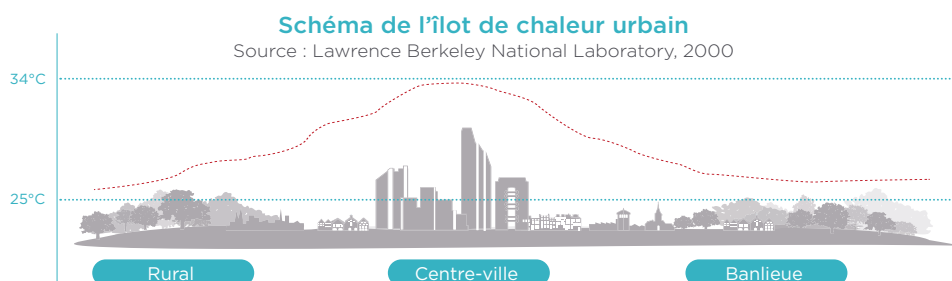 Schéma de l’îlot de chaleur urbain
Source : Lawrence Berkeley National Laboratory, 2000
34°C
25°C
Rural
Centre-ville
Banlieue